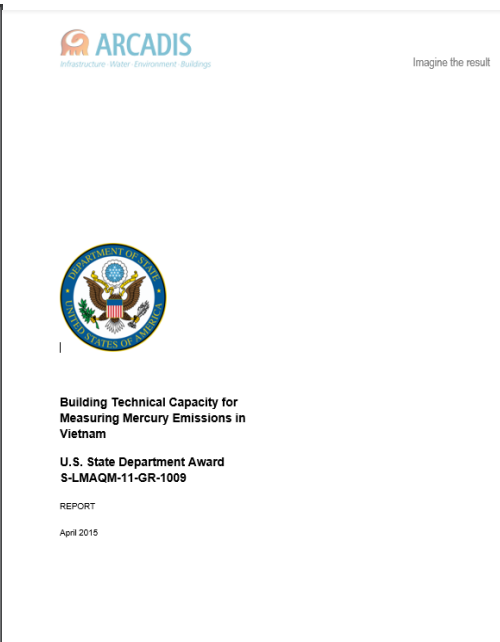 ARCADIS
Infrastructure · Water · Environment · Buildings
Imagine the result
DEPARTMENT OF STATE
UNITED STATES OF AMERICA
Building Technical Capacity for
Measuring Mercury Emissions in
Vietnam
U.S. State Department Award
S-LMAQM-11-GR-1009
REPORT
April 2015